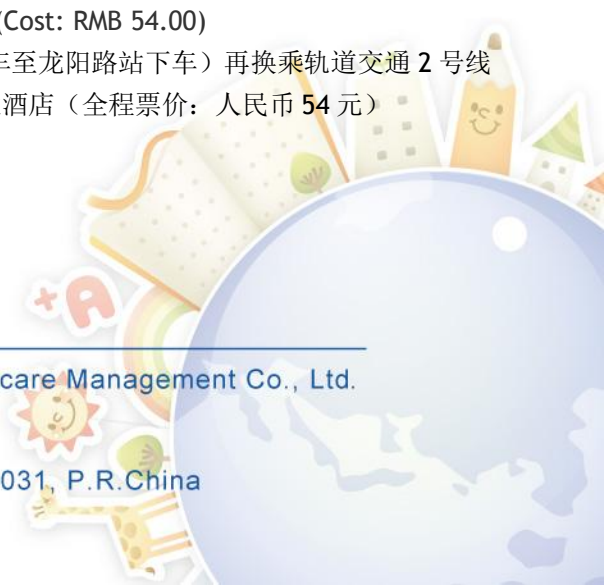 (Cost: RMB 54.00)
至龙阳路站下车）再换乘轨道交通 2 号线
酒店（全程票价：人民币 54 元）
+A
care Management Co., Ltd.
031, P.R.China